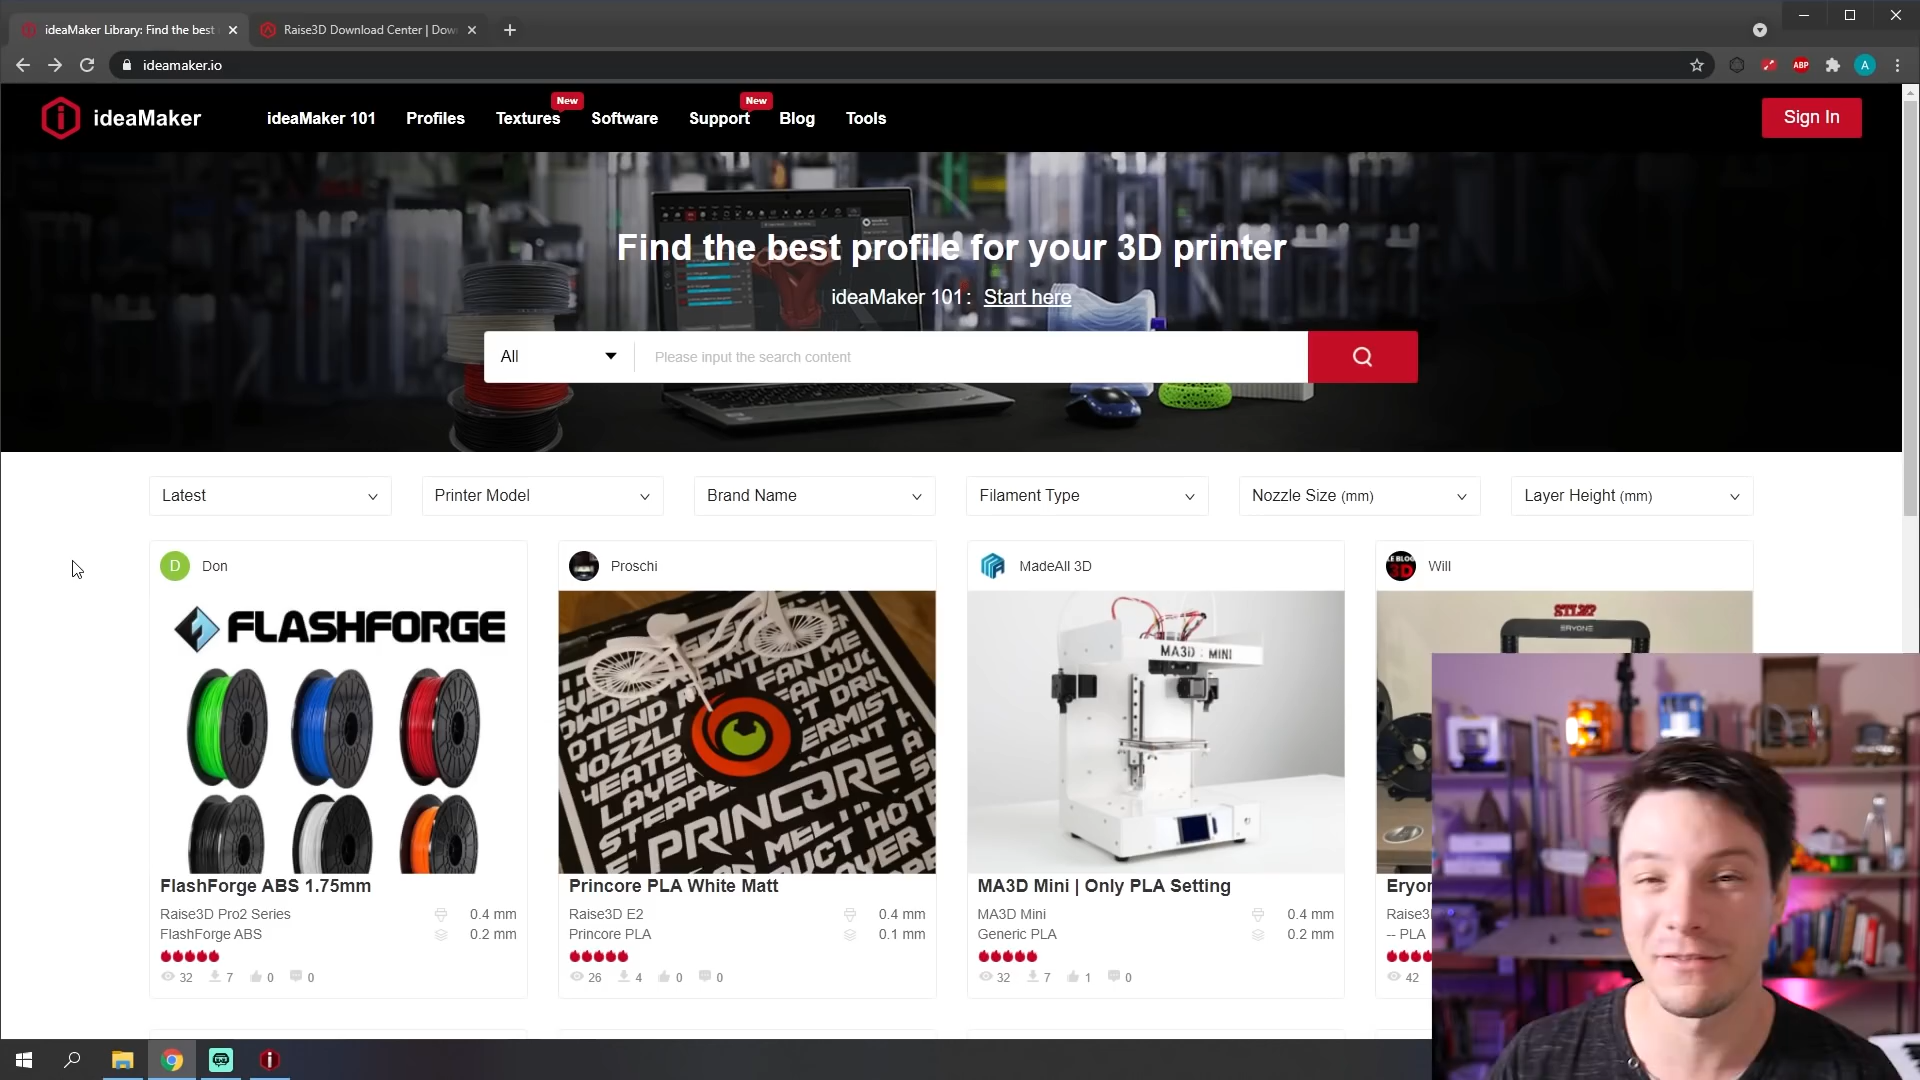 ideaMaker Library: Find the best
Raise3D Download Center | Dow
ideamaker.io
ABP
A
ideaMaker
ideaMaker 101
Profiles
Textures
New
Software
Support
New
Blog
Tools
Sign In
Find the best profile for your 3D printer
ideaMaker 101: Start here
All
Please input the search content
Latest
Printer Model
Brand Name
Filament Type
Nozzle Size (mm)
Layer Height (mm)
D Don
FLASHFORGE
FlashForge ABS 1.75mm
Raise3D Pro2 Series 0.4 mm
FlashForge ABS 0.2 mm
32 7 0 0
Proschi
PRINCORE
Princore PLA White Matt
Raise3D E2 0.4 mm
Princore PLA 0.1 mm
26 4 0 0
MadeAll 3D
MA3D : MINI
MA3D Mini | Only PLA Setting
MA3D Mini 0.4 mm
Generic PLA 0.2 mm
32 7 1 0
Will
3D
ERYONE
Eryon
Raise3
-- PLA
42